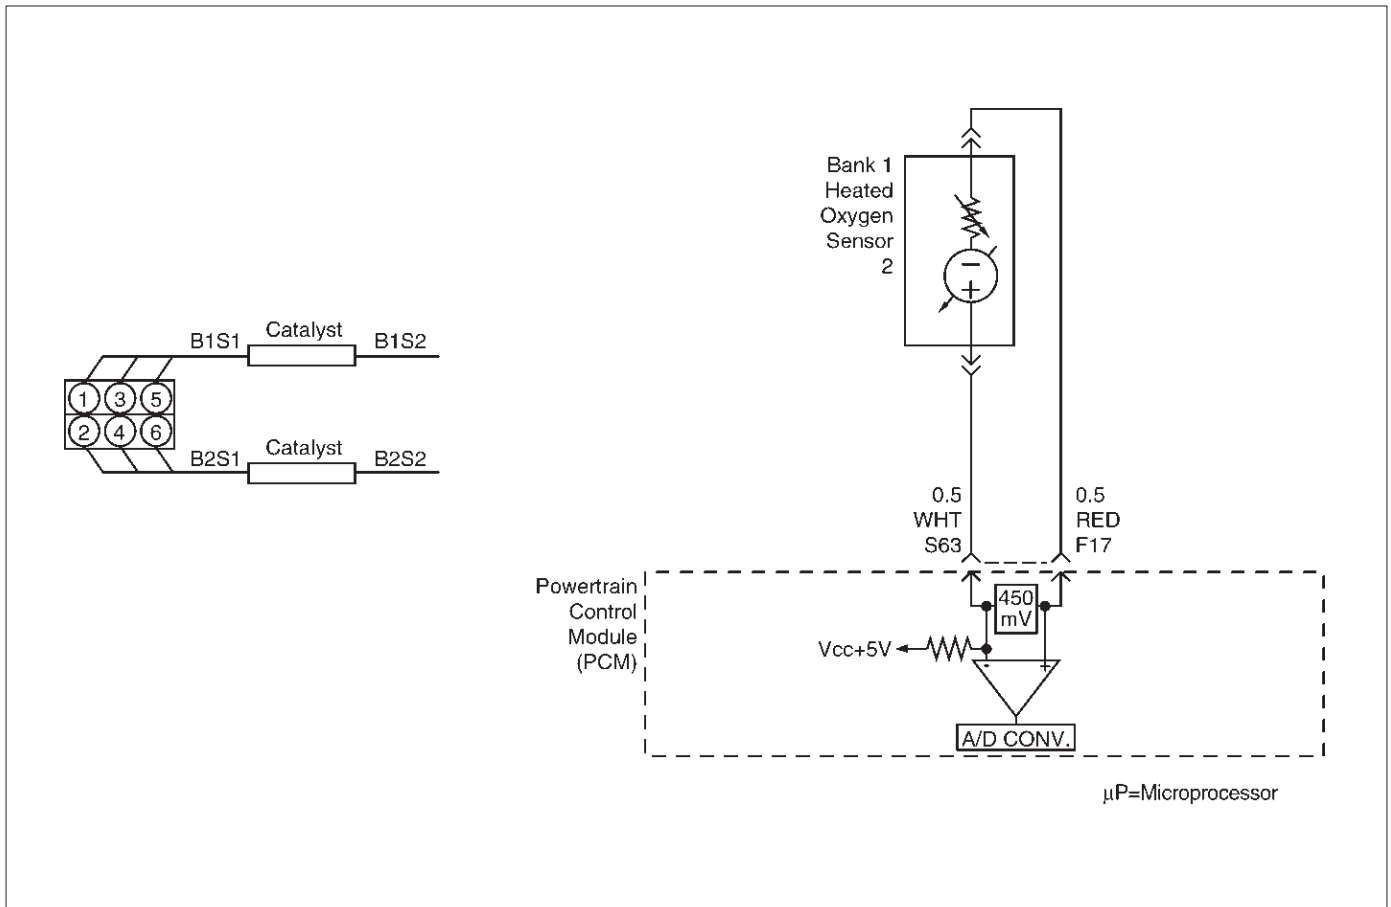 Bank 1
Heated
Oxygen
Sensor
2
−
+
B1S1
Catalyst
B1S2
1
3
5
2
4
6
B2S1
Catalyst
B2S2
0.5
WHT
S63
0.5
RED
F17
Powertrain
Control
Module
(PCM)
450
mV
Vcc+5V
-
+
A/D CONV.
μP=Microprocessor